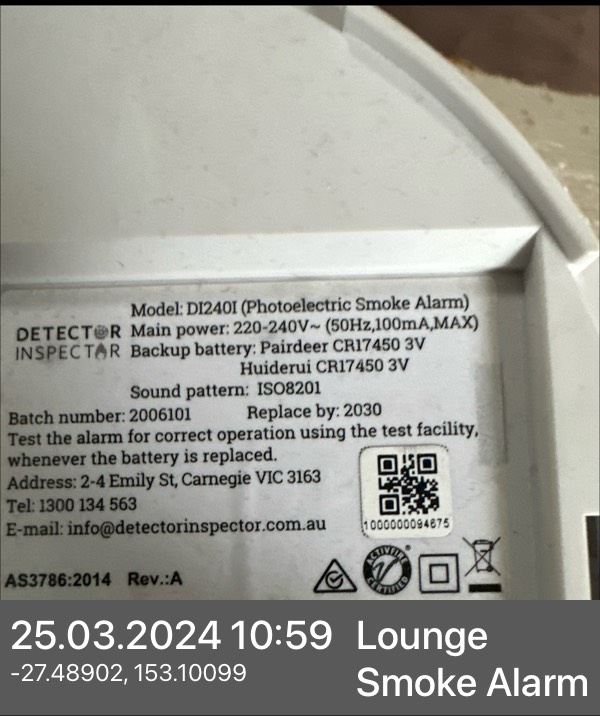 Model: DI240I (Photoelectric Smoke Alarm)
DETECTOR
INSPECTOR
Main power: 220-240V~ (50Hz,100mA,MAX)
Backup battery: Pairdeer CR17450 3V
Huiderui CR17450 3V
Sound pattern: ISO8201
Batch number: 2006101 Replace by: 2030
Test the alarm for correct operation using the test facility,
whenever the battery is replaced.
Address: 2-4 Emily St, Carnegie VIC 3163
Tel: 1300 134 563
E-mail: info@detectorinspector.com.au
1000000094675
ACTIVFIRE
CERTIFIED
AS3786:2014 Rev.:A
25.03.2024 10:59
-27.48902, 153.10099
Lounge
Smoke Alarm